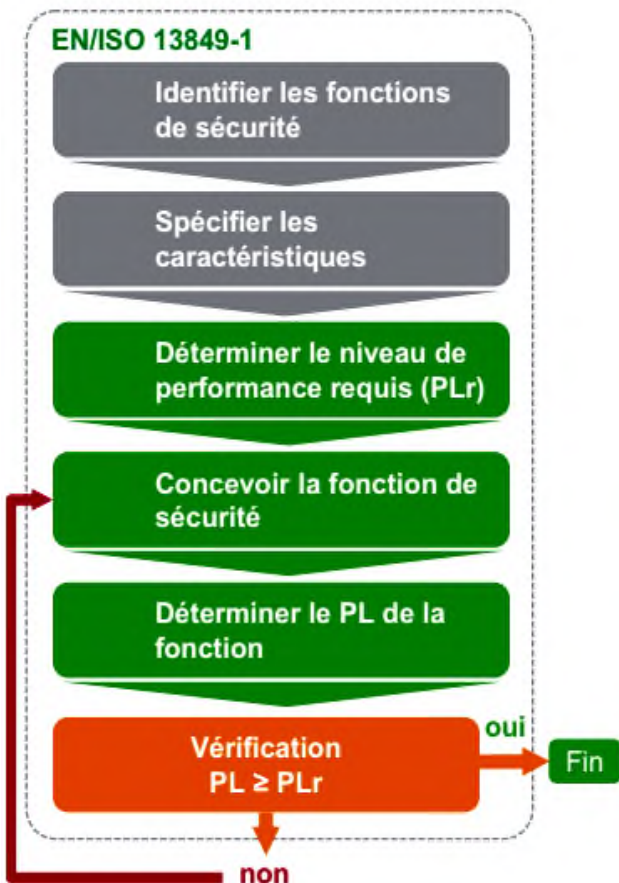 EN/ISO 13849-1
Identifier les fonctions
de sécurité
Spécifier les
caractéristiques
Déterminer le niveau de
performance requis (PLr)
Concevoir la fonction de
sécurité
Déterminer le PL de la
fonction
Vérification
PL ≥ PLr
oui
Fin
non